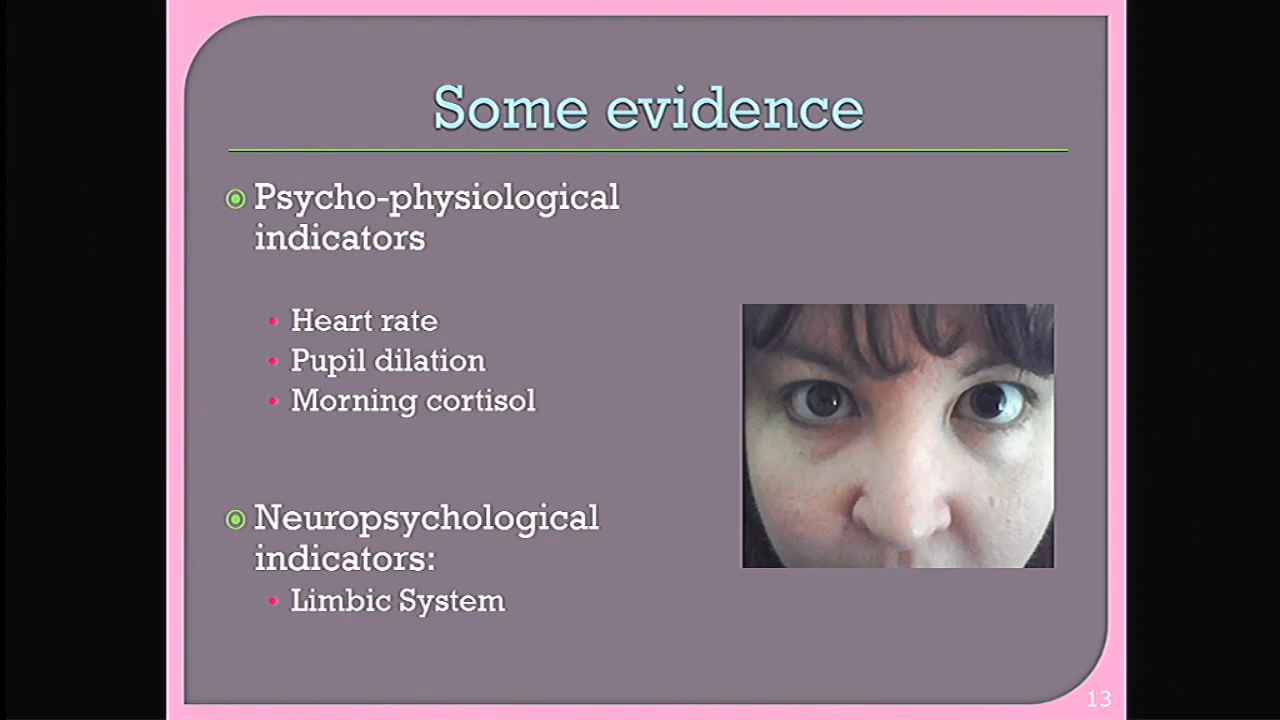 Some evidence
Psycho-physiological
indicators
Heart rate
Pupil dilation
Morning cortisol
Neuropsychological
indicators:
Limbic System
13